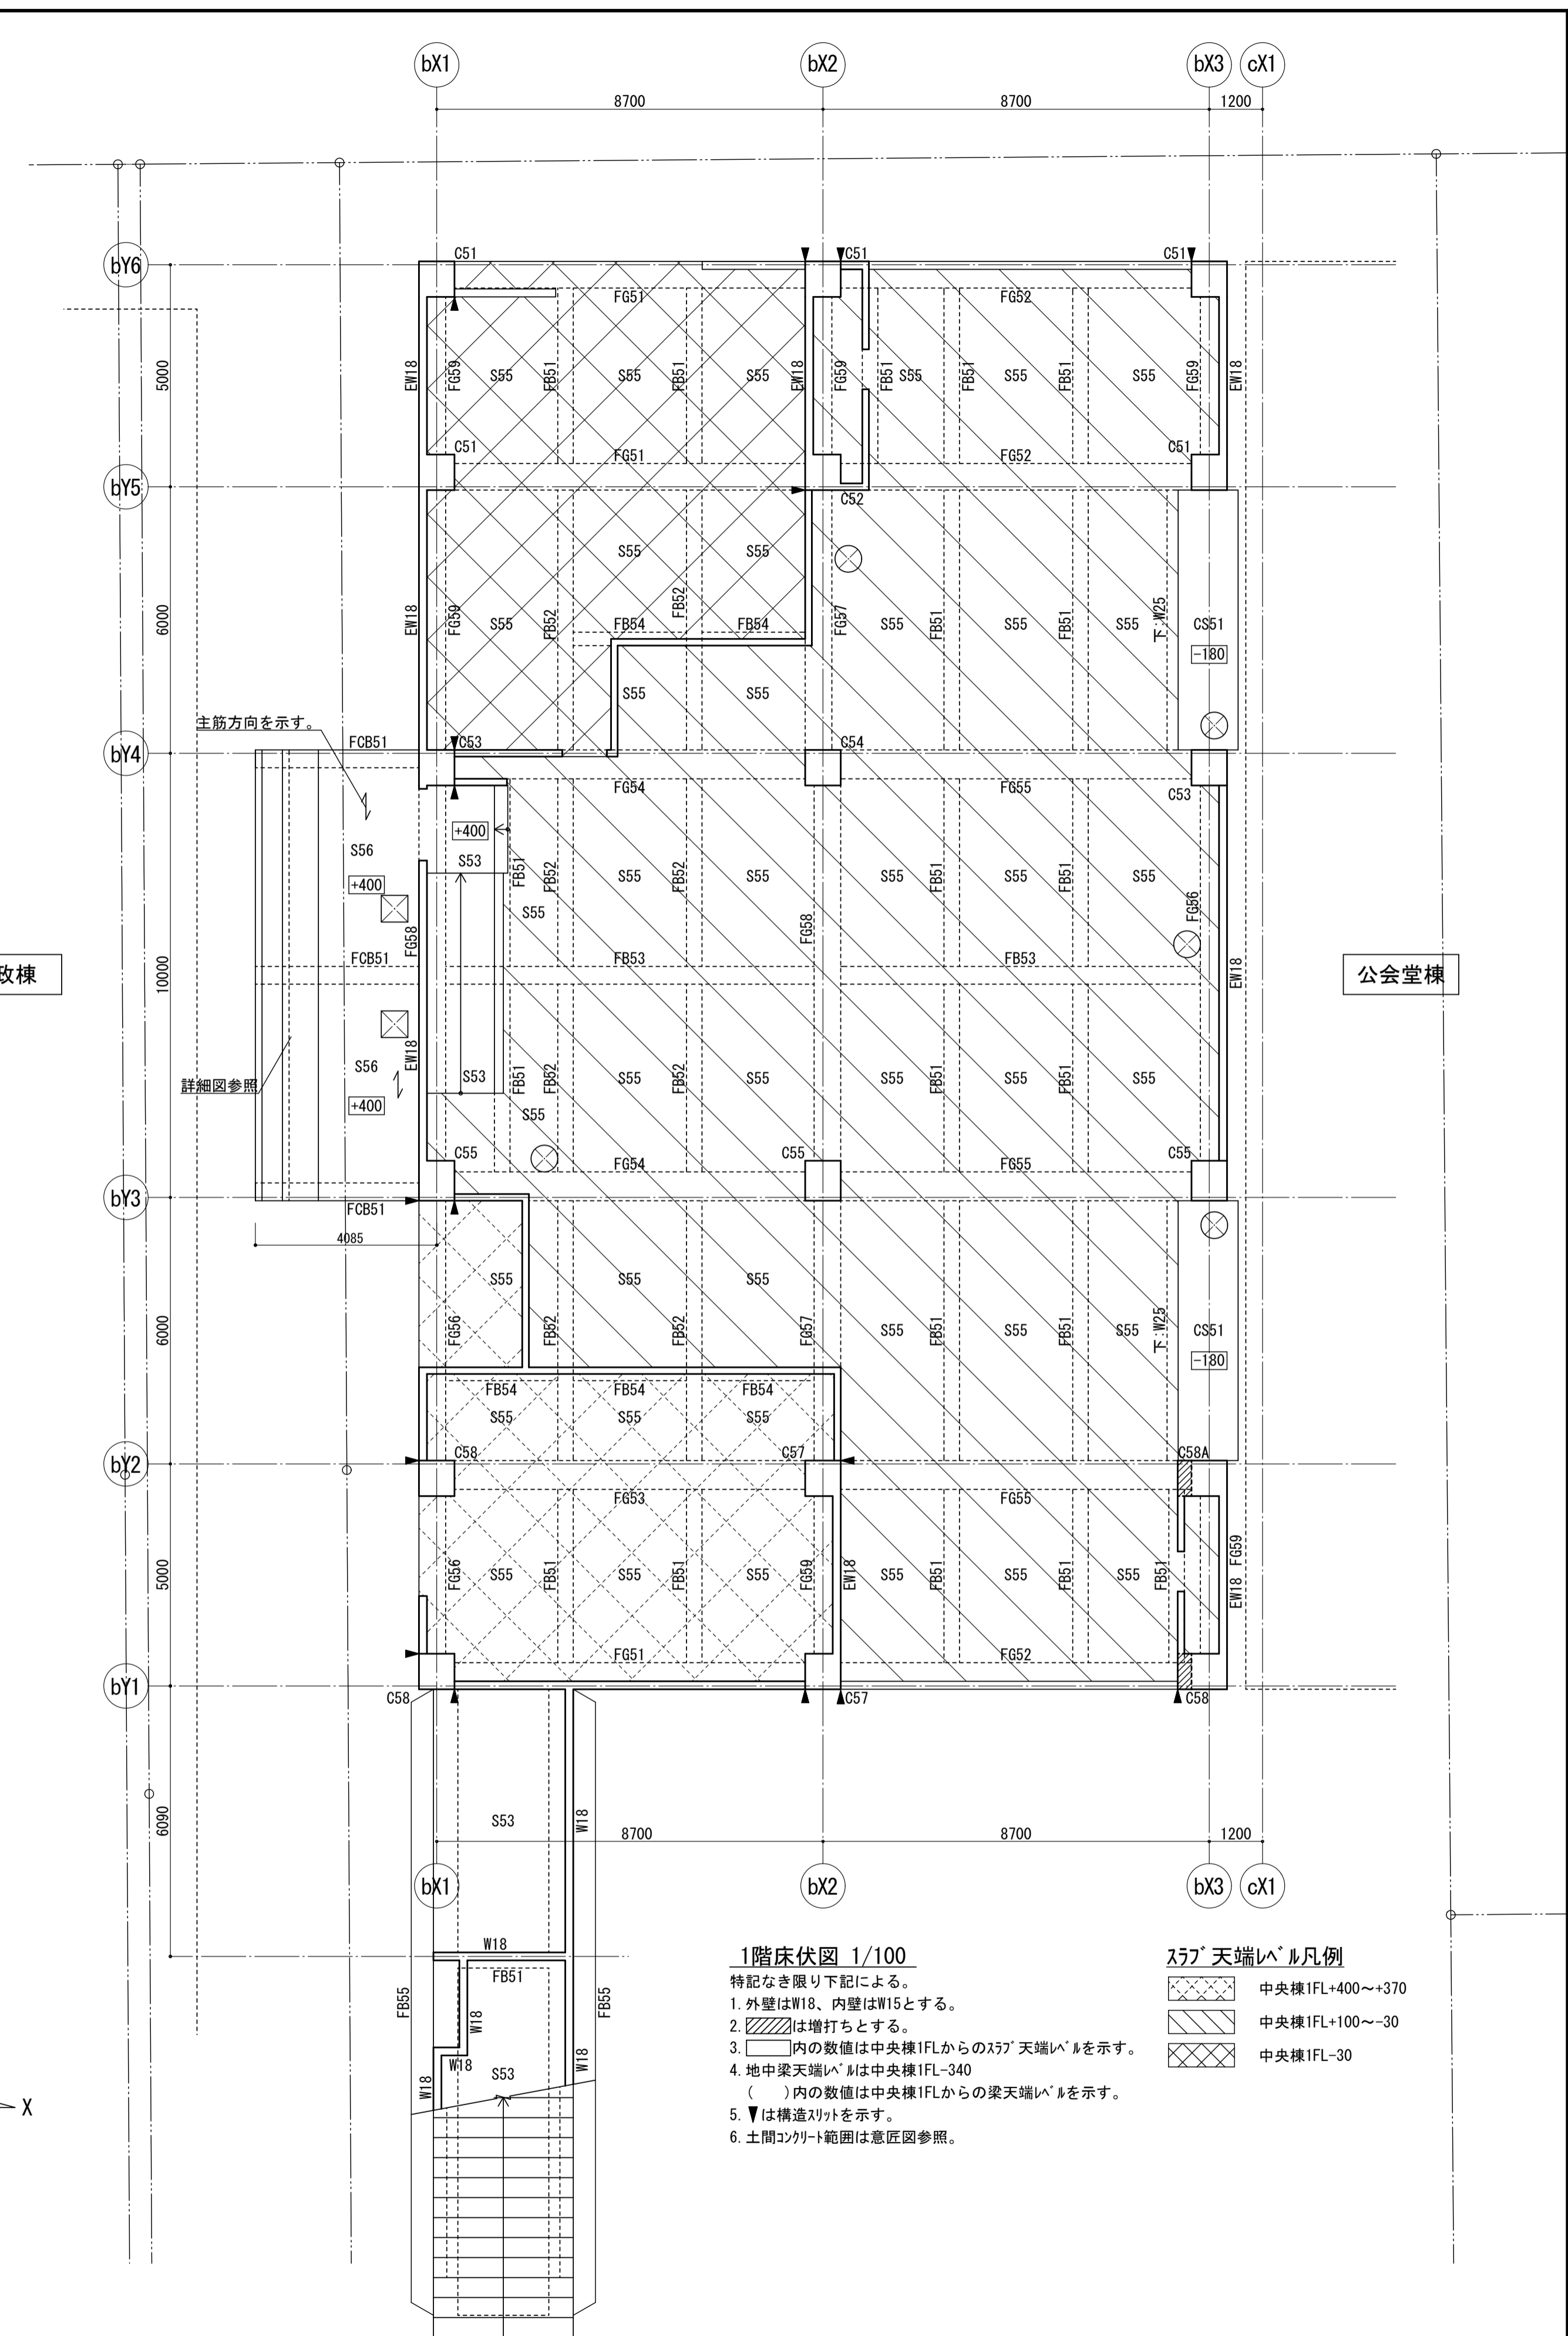 bX1 bX2 bX3 cX1
8700 8700 1200
bY6
C51 C51 C51
FG51 FG52
5000
EW18 FG59 S55 FB51 S55 FB51 S55 EW18 FG59 FB51 S55 FB51 S55 FB51 S55 FG59 EW18
C51 C51
FG51 FG52
bY5
C52
S55 S55
6000
EW18 FG59 S55 FB52 FB54 FB52 FB54 FG57 S55 FB51 S55 FB51 S55 下:W25 CS51
-180
S55 S55
主筋方向を示す。
bY4
FCB51 C53 C54
FG54 FG55
C53
+400
S56 S53 FB51 FB52 S55 FB52 S55 S55 FB51 S55 FB51 S55
+400
S55 FG56
FG58 FG58
FCB51 FB53 FB53
政棟 10000 EW18 公会堂棟
EW18
S56 S53 FB51 FB52 S55 FB52 S55 S55 FB51 S55 FB51 S55
詳細図参照
+400
S55
C55 C55 C55
FG54 FG55
bY3
FCB51
4085
S55 S55 S55
6000
FG56 FB52 FB52 FG57 S55 FB51 S55 FB51 S55 下:W25 CS51
-180
FB54 FB54 FB54
S55 S55 S55
bY2
C58 C57 C58A
FG53 FG55
5000
FG56 S55 FB51 S55 FB51 S55 FG59 EW18 S55 FB51 S55 FB51 S55 FB51 EW18 FG59
FG51 FG52
bY1
C58 C57 C58
6090
S53 W18
8700 8700 1200
bX1 bX2 bX3 cX1
W18
FB51
FB55 W18 FB55
W18 W18
W18 S53
X
1階床伏図 1/100
特記なき限り下記による。
1. 外壁はW18、内壁はW15とする。
2. は増打ちとする。
3. 内の数値は中央棟1FLからのｽﾗﾌﾞ天端ﾚﾍﾞﾙを示す。
4. 地中梁天端ﾚﾍﾞﾙは中央棟1FL-340
( )内の数値は中央棟1FLからの梁天端ﾚﾍﾞﾙを示す。
5. ▼は構造ｽﾘｯﾄを示す。
6. 土間ｺﾝｸﾘｰﾄ範囲は意匠図参照。
ｽﾗﾌﾞ天端ﾚﾍﾞﾙ凡例
中央棟1FL+400～+370
中央棟1FL+100～-30
中央棟1FL-30